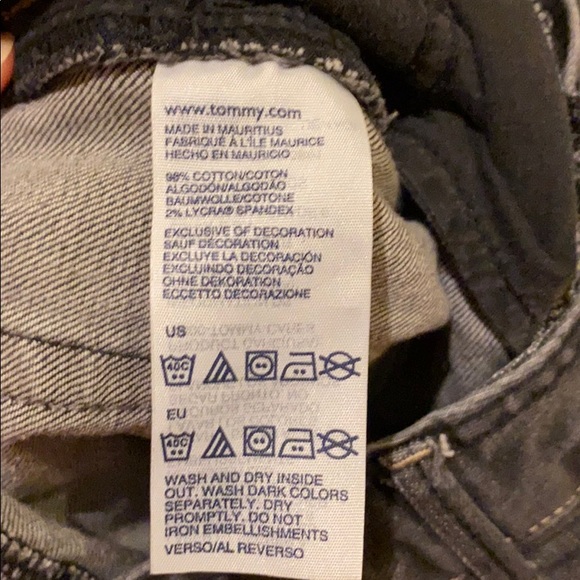 www.tommy.com
MADE IN MAURITIUS
FABRIQUÉ À L'ÎLE MAURICE
HECHO EN MAURICIO
98% COTTON/COTON
ALGODÓN/ALGODÃO
BAUMWOLLE/COTONE
2% LYCRA® SPANDEX
EXCLUSIVE OF DECORATION
SAUF DÉCORATION
EXCLUYE LA DECORACIÓN
EXCLUINDO DECORAÇÃO
OHNE DEKORATION
ECCETTO DECORAZIONE
US
40C
EU
40C
WASH AND DRY INSIDE
OUT. WASH DARK COLORS
SEPARATELY. DRY
PROMPTLY. DO NOT
IRON EMBELLISHMENTS
VERSO/AL REVERSO